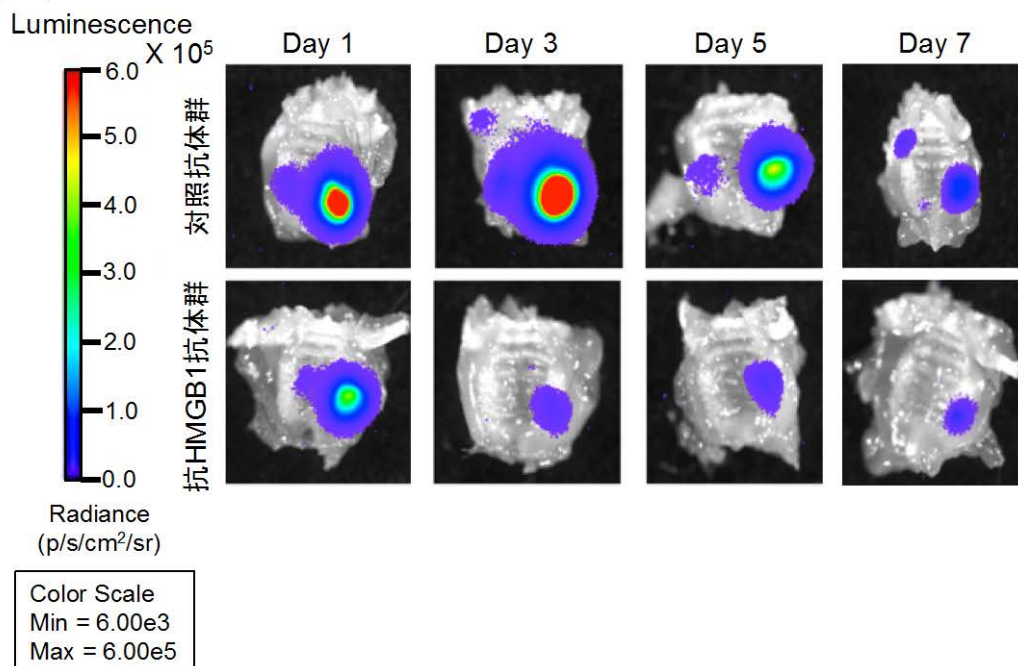 Luminescence
X 10⁵
Day 1
Day 3
Day 5
Day 7
6.0
5.0
4.0
3.0
2.0
1.0
0.0
対照抗体群
抗HMGB1抗体群
Radiance
(p/s/cm²/sr)
Color Scale
Min = 6.00e3
Max = 6.00e5